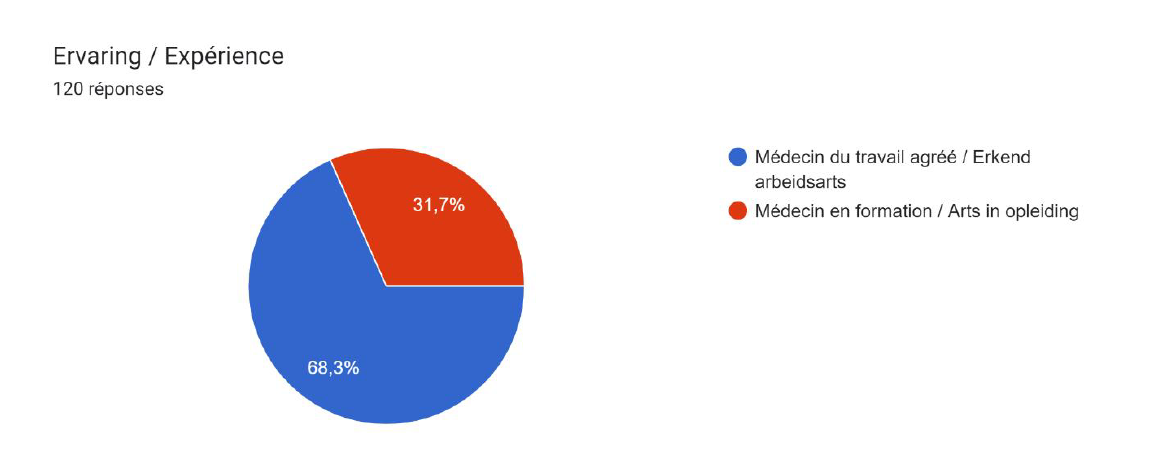 Ervaring / Expérience
120 réponses
31,7%
68,3%
Médecin du travail agréé / Erkend
arbeidsarts
Médecin en formation / Arts in opleiding